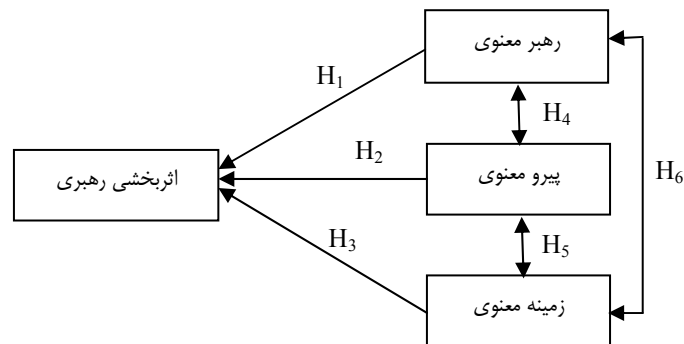 رهبر معنوی
H₁
H₄
H₂
اثربخشی رهبری
پیرو معنوی
H₆
H₃
H₅
زمینه معنوی